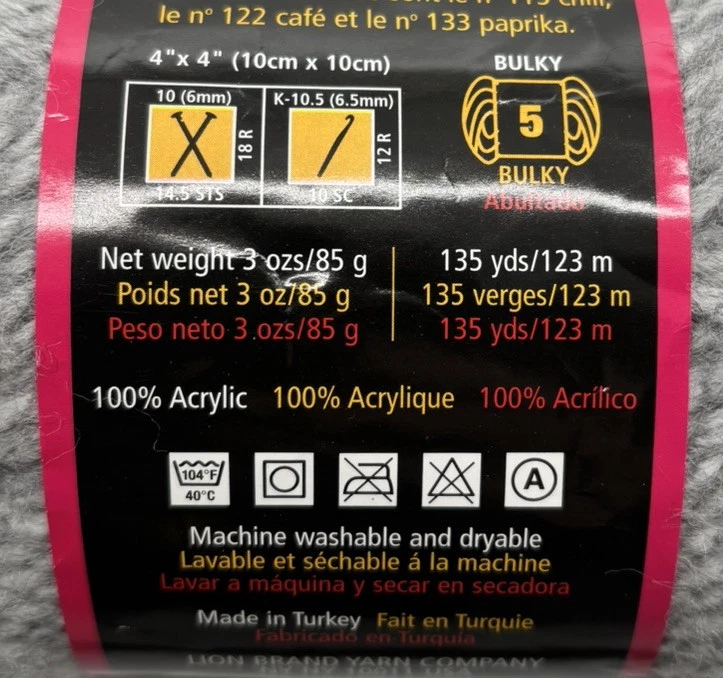 le nº 122 café et le nº 133 paprika.
4"x 4" (10cm x 10cm)
BULKY
10 (6mm)
K-10.5 (6.5mm)
18 R
12 R
5
14.5 STS
10 SC
BULKY
Abultado
Net weight 3 ozs/85 g
135 yds/123 m
Poids net 3 oz/85 g
135 verges/123 m
Peso neto 3 ozs/85 g
135 yds/123 m
100% Acrylic 100% Acrylique 100% Acrílico
104°F
40°C
A
Machine washable and dryable
Lavable et séchable á la machine
Lavar a máquina y secar en secadora
Made in Turkey Fait en Turquie
Fabricado en Turquía
LION BRAND YARN COMPANY